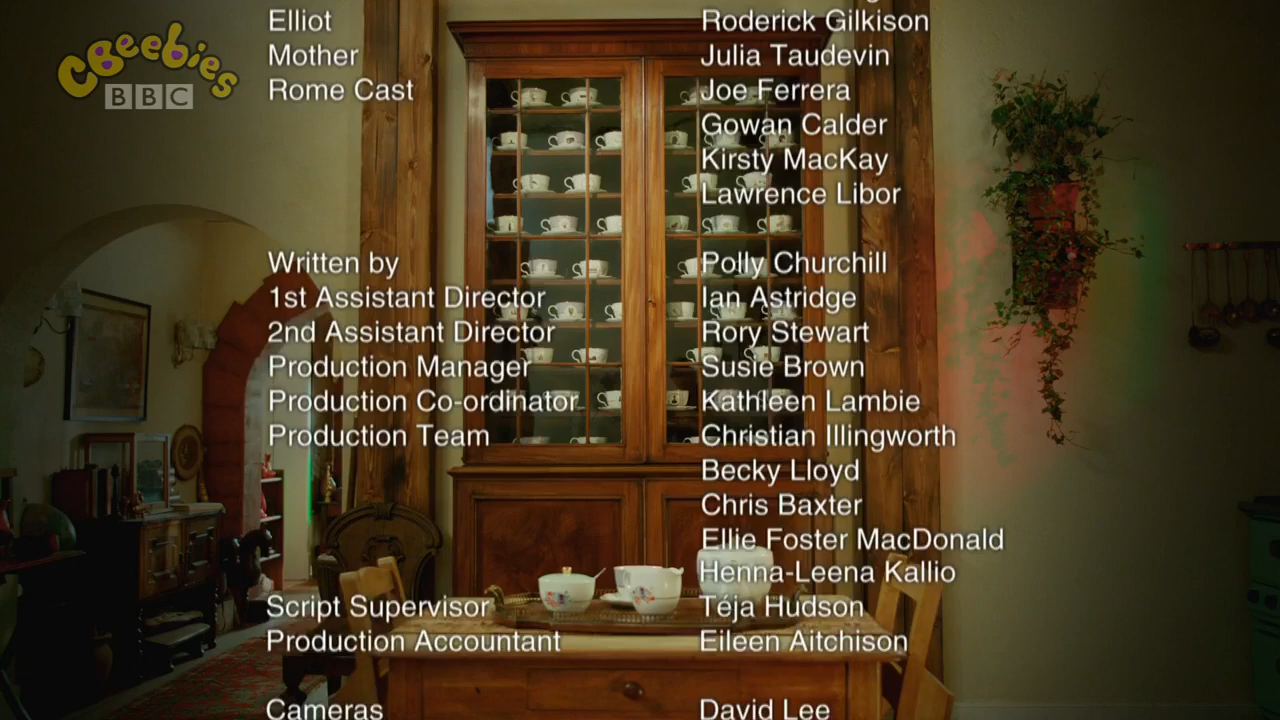 CBeebies
BBC
Elliot Roderick Gilkison
Mother Julia Taudevin
Rome Cast Joe Ferrera
Gowan Calder
Kirsty MacKay
Lawrence Libor
Written by Polly Churchill
1st Assistant Director Ian Astridge
2nd Assistant Director Rory Stewart
Production Manager Susie Brown
Production Co-ordinator Kathleen Lambie
Production Team Christian Illingworth
Becky Lloyd
Chris Baxter
Ellie Foster MacDonald
Henna-Leena Kallio
Script Supervisor Téja Hudson
Production Accountant Eileen Aitchison
Cameras David Lee